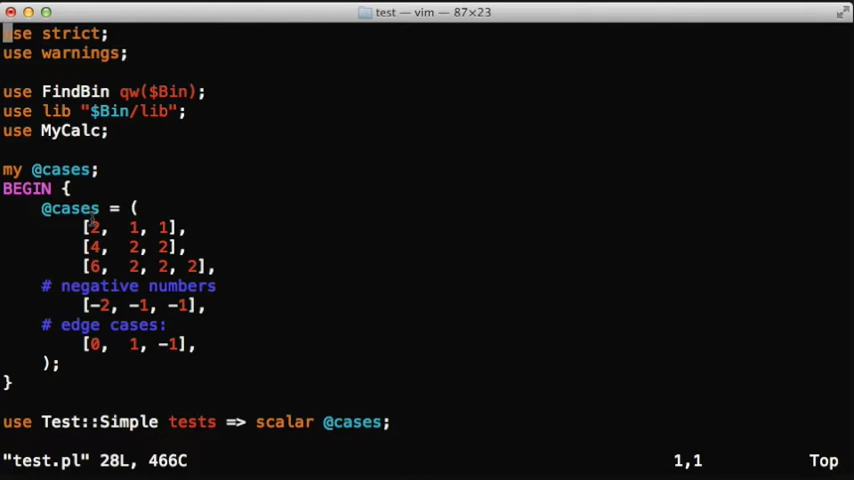 test — vim — 87×23
use strict;
use warnings;
use FindBin qw($Bin);
use lib "$Bin/lib";
use MyCalc;
my @cases;
BEGIN {
    @cases = (
        [2,  1, 1],
        [4,  2, 2],
        [6,  2, 2, 2],
    # negative numbers
        [-2, -1, -1],
    # edge cases:
        [0,  1, -1],
    );
}
use Test::Simple tests => scalar @cases;
"test.pl" 28L, 466C 1,1 Top